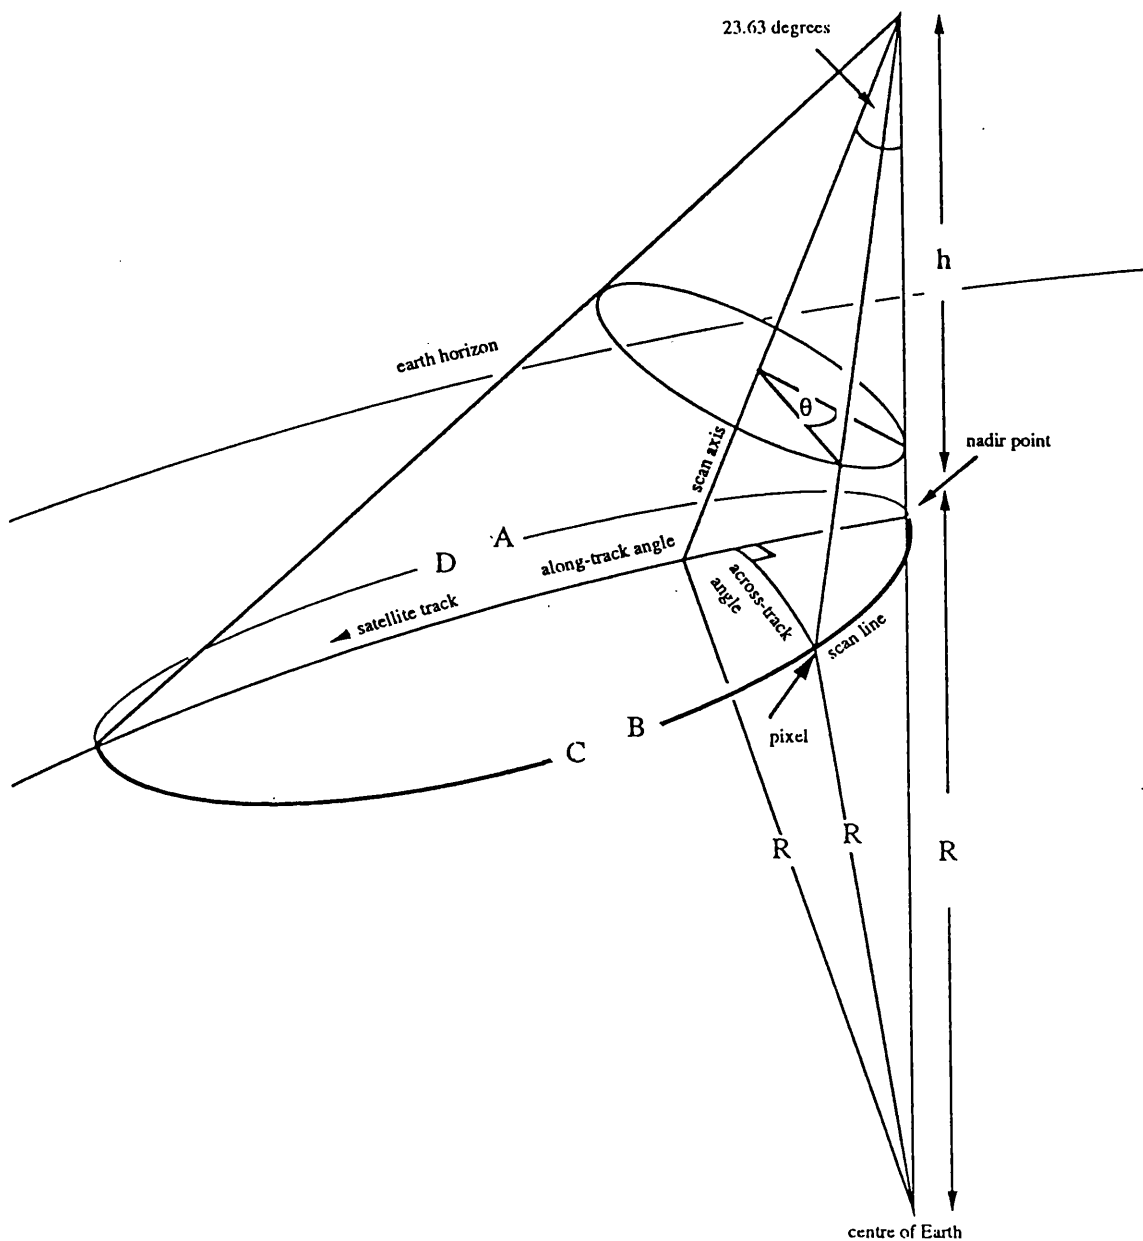 23.63 degrees
h
earth horizon
θ
scan axis
nadir point
A
D
along-track angle
satellite track
across-track
angle
scan line
B
pixel
C
R
R
R
centre of Earth